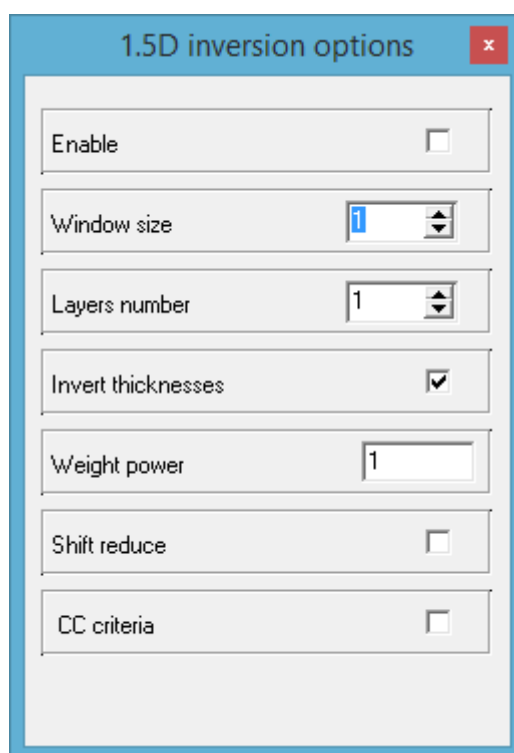 1.5D inversion options x
Enable
Window size 1
Layers number 1
Invert thicknesses
Weight power 1
Shift reduce
CC criteria